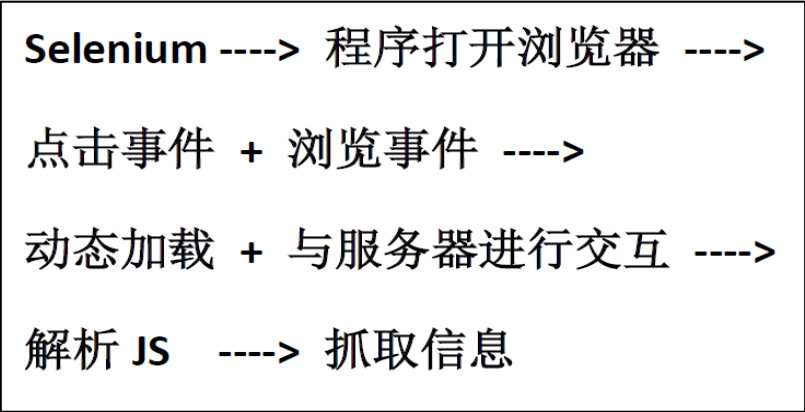 Selenium ----> 程序打开浏览器 ---->
点击事件 + 浏览事件 ---->
动态加载 + 与服务器进行交互 ---->
解析 JS ----> 抓取信息